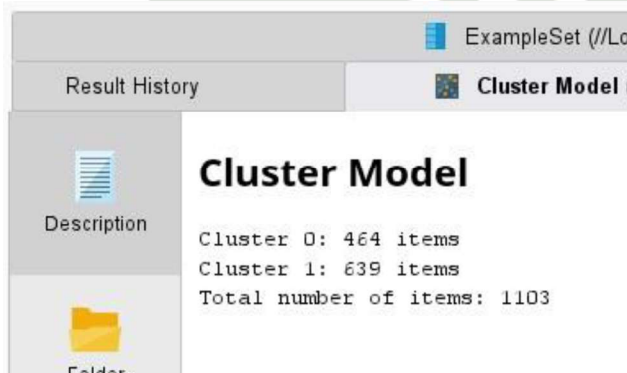 ExampleSet (//Lo
Result History
Cluster Model
Description
Cluster Model
Cluster 0: 464 items
Cluster 1: 639 items
Total number of items: 1103
Folder